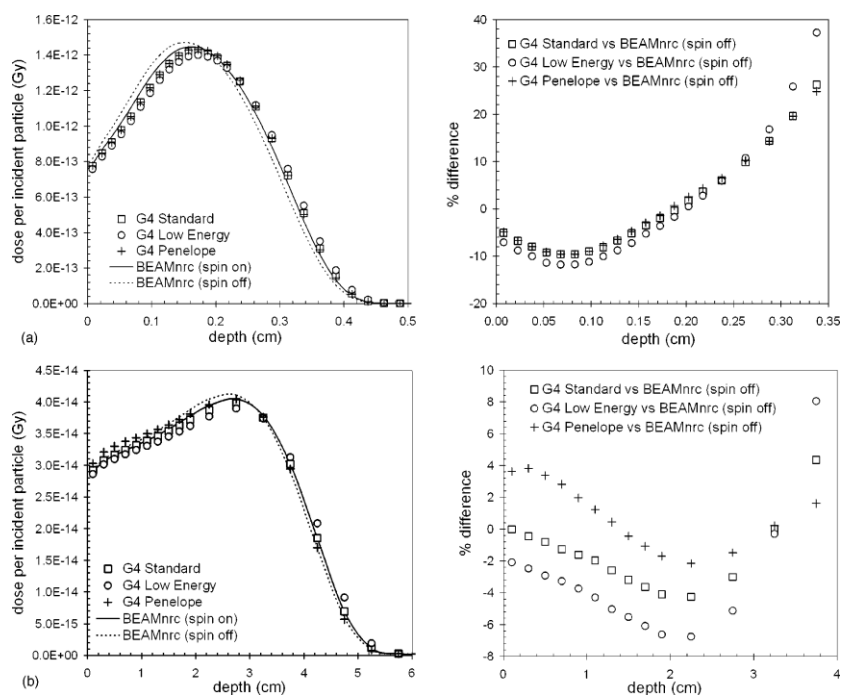 dose per incident particle (Gy)
1.6E-12
1.4E-12
1.2E-12
1.0E-12
8.0E-13
6.0E-13
4.0E-13
2.0E-13
0.0E+00
G4 Standard
G4 Low Energy
G4 Penelope
BEAMnrc (spin on)
BEAMnrc (spin off)
0 0.1 0.2 0.3 0.4 0.5
depth (cm)
(a)
% difference
40
30
20
10
0
-10
-20
G4 Standard vs BEAMnrc (spin off)
G4 Low Energy vs BEAMnrc (spin off)
G4 Penelope vs BEAMnrc (spin off)
0.00 0.05 0.10 0.15 0.20 0.25 0.30 0.35
depth (cm)
dose per incident particle (Gy)
4.5E-14
4.0E-14
3.5E-14
3.0E-14
2.5E-14
2.0E-14
1.5E-14
1.0E-14
5.0E-15
0.0E+00
G4 Standard
G4 Low Energy
G4 Penelope
BEAMnrc (spin on)
BEAMnrc (spin off)
0 1 2 3 4 5 6
depth (cm)
(b)
% difference
10
8
6
4
2
0
-2
-4
-6
-8
G4 Standard vs BEAMnrc (spin off)
G4 Low Energy vs BEAMnrc (spin off)
G4 Penelope vs BEAMnrc (spin off)
0 1 2 3 4
depth (cm)